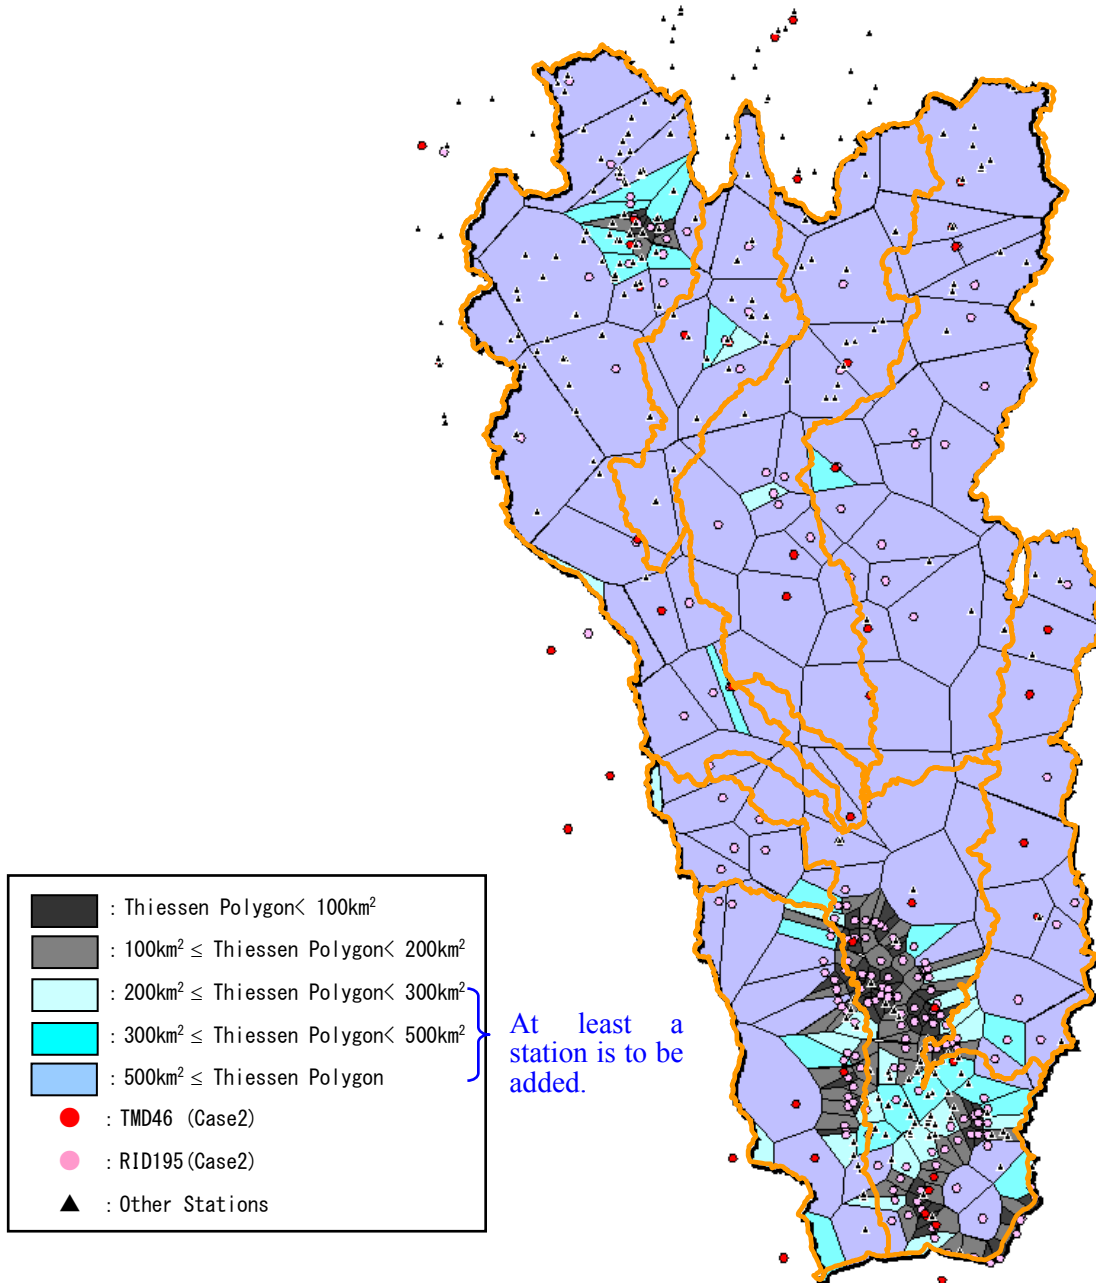 : Thiessen Polygon< 100km²
: 100km² ≤ Thiessen Polygon< 200km²
: 200km² ≤ Thiessen Polygon< 300km²
: 300km² ≤ Thiessen Polygon< 500km²
: 500km² ≤ Thiessen Polygon
: TMD46 (Case2)
: RID195(Case2)
: Other Stations
At least a
station is to be
added.